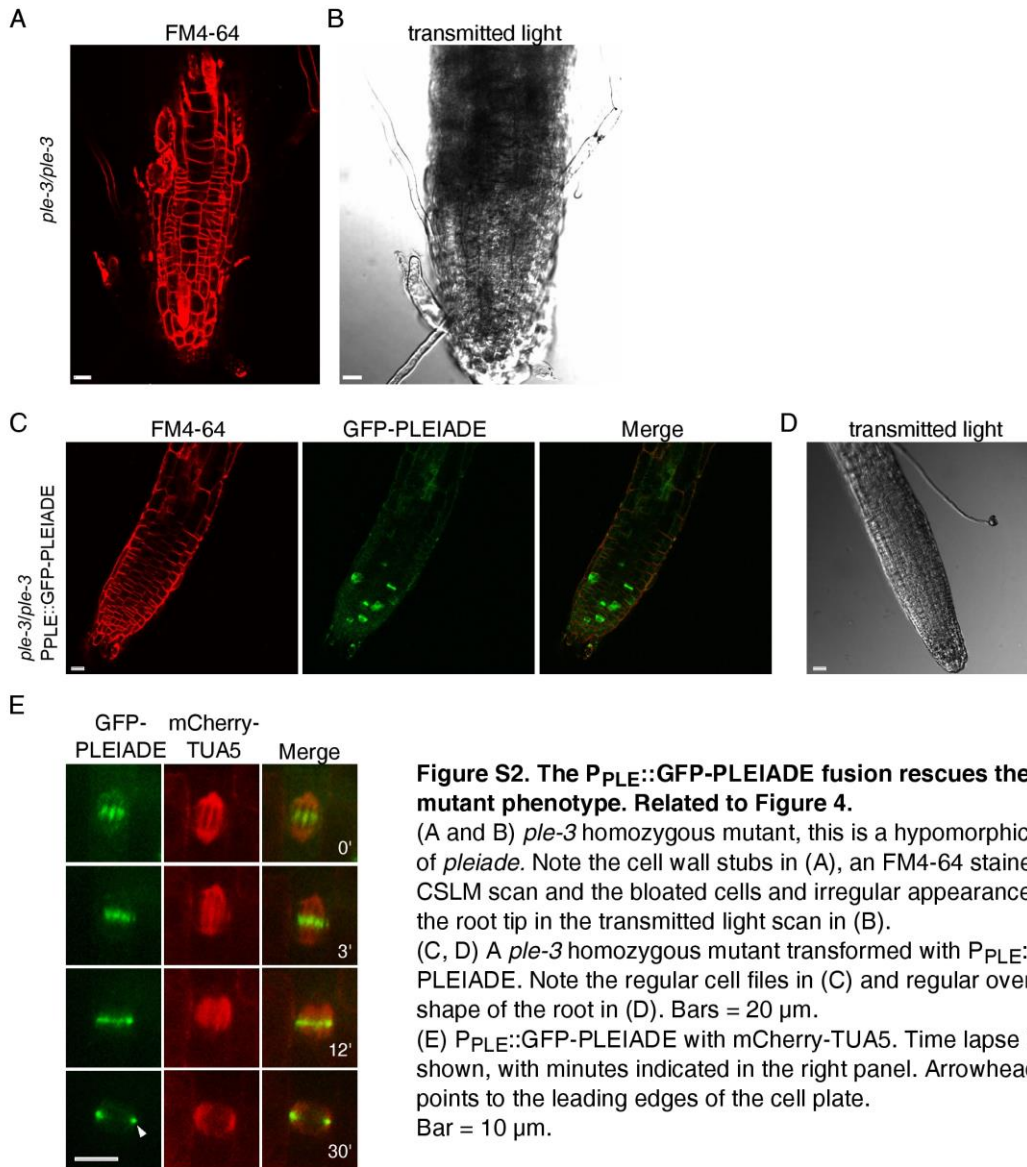 A
B
FM4-64
transmitted light
ple-3/ple-3
C
D
FM4-64
GFP-PLEIADE
Merge
transmitted light
ple-3/ple-3
PPLE::GFP-PLEIADE
E
GFP-
PLEIADE
mCherry-
TUA5
Merge
0'
3'
12'
30'
Figure S2. The PPLE::GFP-PLEIADE fusion rescues the
mutant phenotype. Related to Figure 4.
(A and B) ple-3 homozygous mutant, this is a hypomorphic
of pleiade. Note the cell wall stubs in (A), an FM4-64 staine
CSLM scan and the bloated cells and irregular appearance
the root tip in the transmitted light scan in (B).
(C, D) A ple-3 homozygous mutant transformed with PPLE:
PLEIADE. Note the regular cell files in (C) and regular over
shape of the root in (D). Bars = 20 µm.
(E) PPLE::GFP-PLEIADE with mCherry-TUA5. Time lapse
shown, with minutes indicated in the right panel. Arrowhead
points to the leading edges of the cell plate.
Bar = 10 µm.